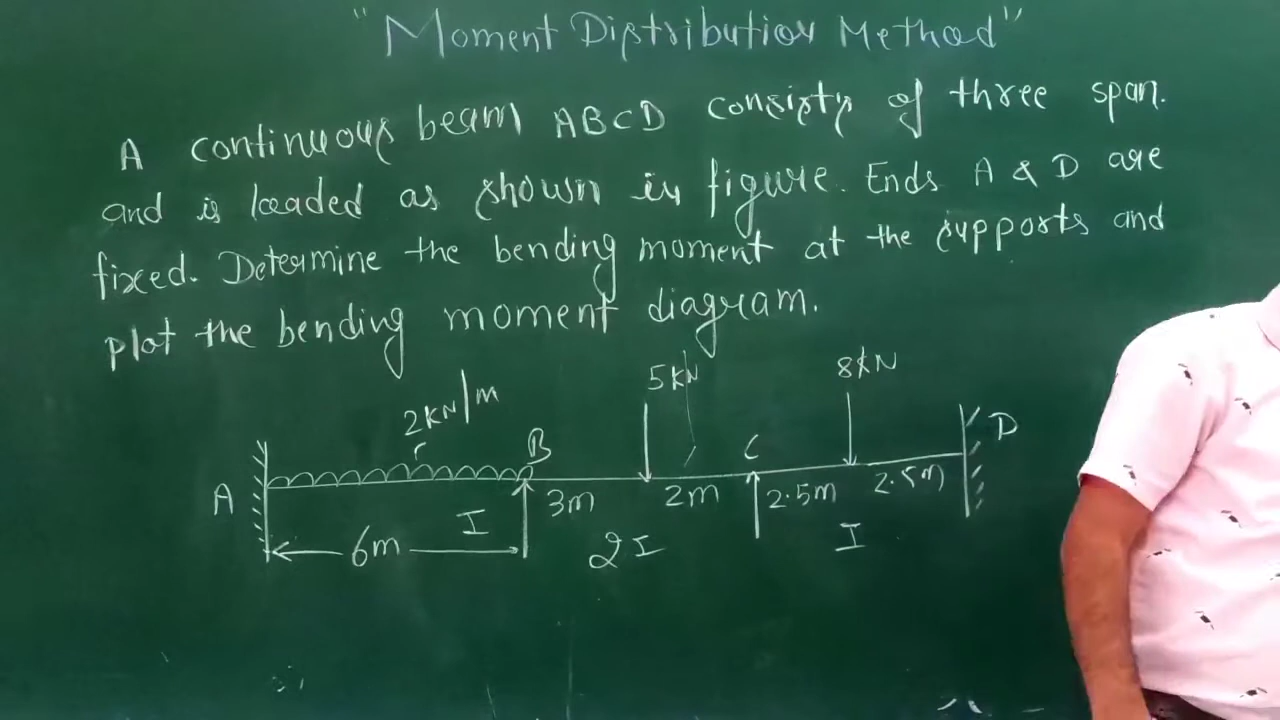 "Moment Distribution Method"
A continuous beam ABCD consists of three span.
and is loaded as shown in figure. Ends A & D are
fixed. Determine the bending moment at the supports and
plot the bending moment diagram.
5kN 8kN
2kN/m
B C D
A 3m 2m 2.5m 2.5m
I
6m 2I I